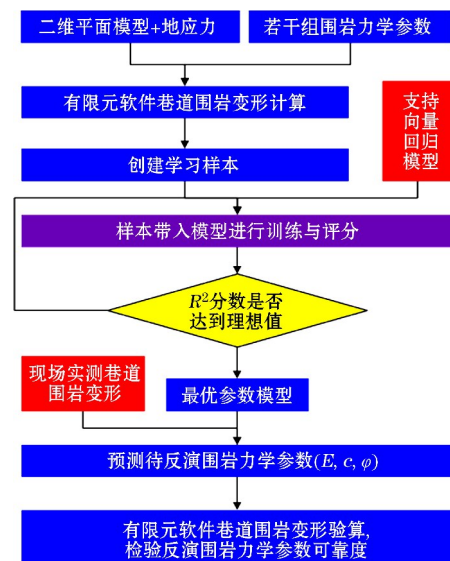 二维平面模型+地应力
若干组围岩力学参数
有限元软件巷道围岩变形计算
支持
向量
回归
模型
创建学习样本
样本带入模型进行训练与评分
R²分数是否
达到理想值
现场实测巷道
围岩变形
最优参数模型
预测待反演围岩力学参数(E, c, φ)
有限元软件巷道围岩变形验算,
检验反演围岩力学参数可靠度